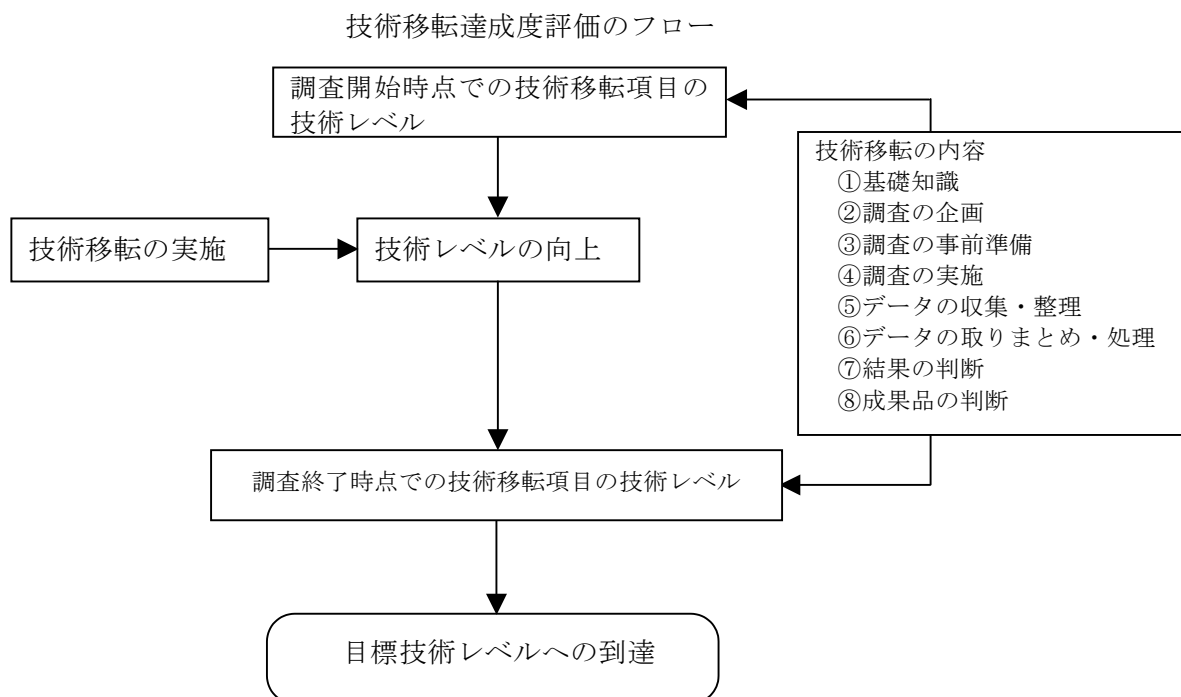 技術移転達成度評価のフロー
調査開始時点での技術移転項目の
技術レベル
技術移転の内容
①基礎知識
②調査の企画
③調査の事前準備
④調査の実施
⑤データの収集・整理
⑥データの取りまとめ・処理
⑦結果の判断
⑧成果品の判断
技術移転の実施
技術レベルの向上
調査終了時点での技術移転項目の技術レベル
目標技術レベルへの到達